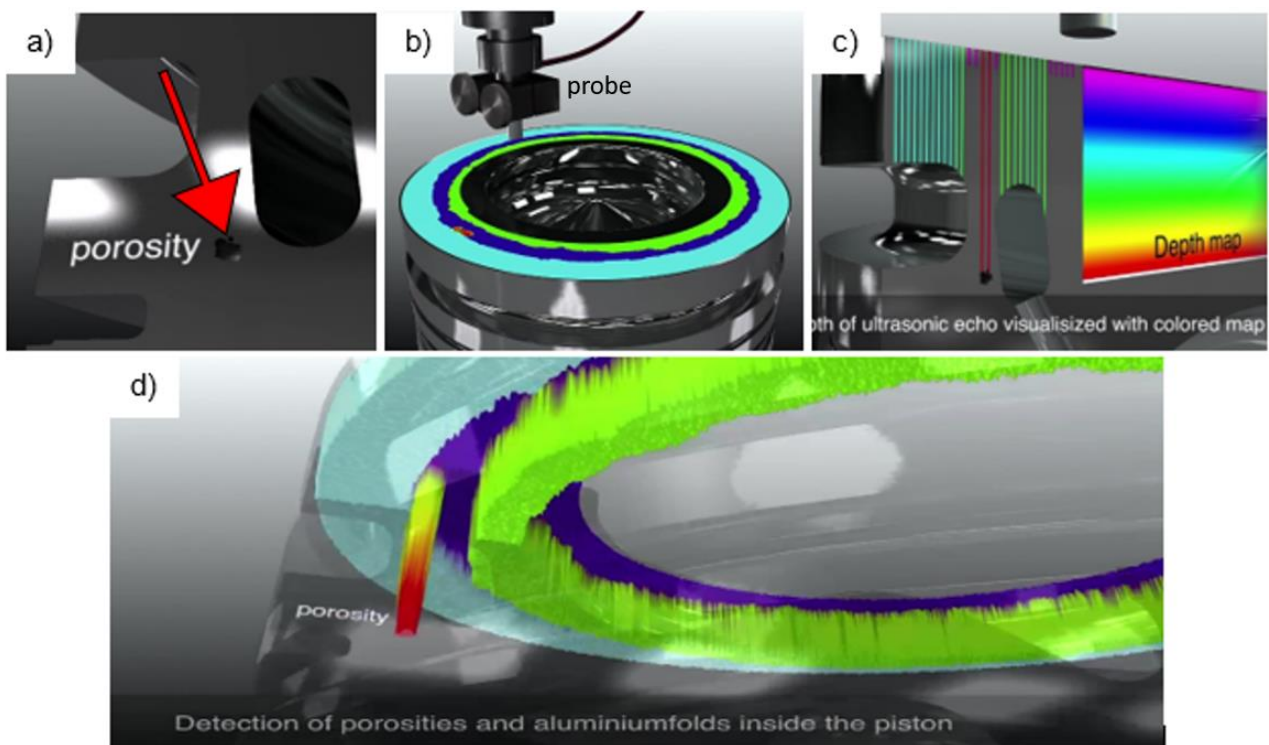 a)
porosity
b)
probe
c)
Depth map
pth of ultrasonic echo visualisized with colored map
d)
porosity
Detection of porosities and aluminiumfolds inside the piston